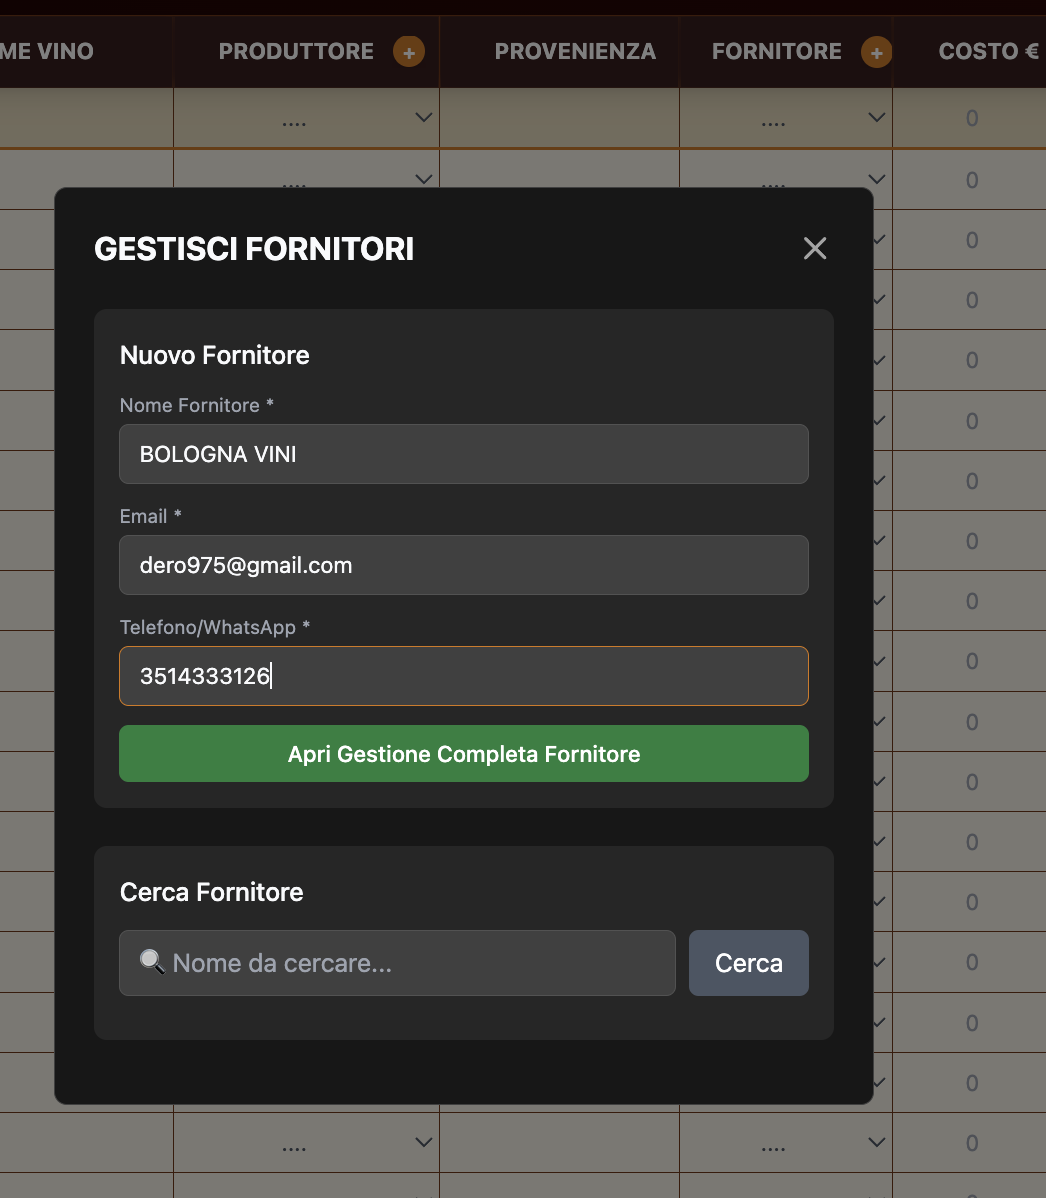 ME VINO PRODUTTORE + PROVENIENZA FORNITORE + COSTO €
.... .... 0
.... .... 0
GESTISCI FORNITORI
0
0
Nuovo Fornitore
0
Nome Fornitore *
0
BOLOGNA VINI
0
Email *
0
dero975@gmail.com
0
Telefono/WhatsApp *
0
3514333126
0
Apri Gestione Completa Fornitore
0
0
Cerca Fornitore
0
Nome da cercare... Cerca
0
0
0
.... .... 0